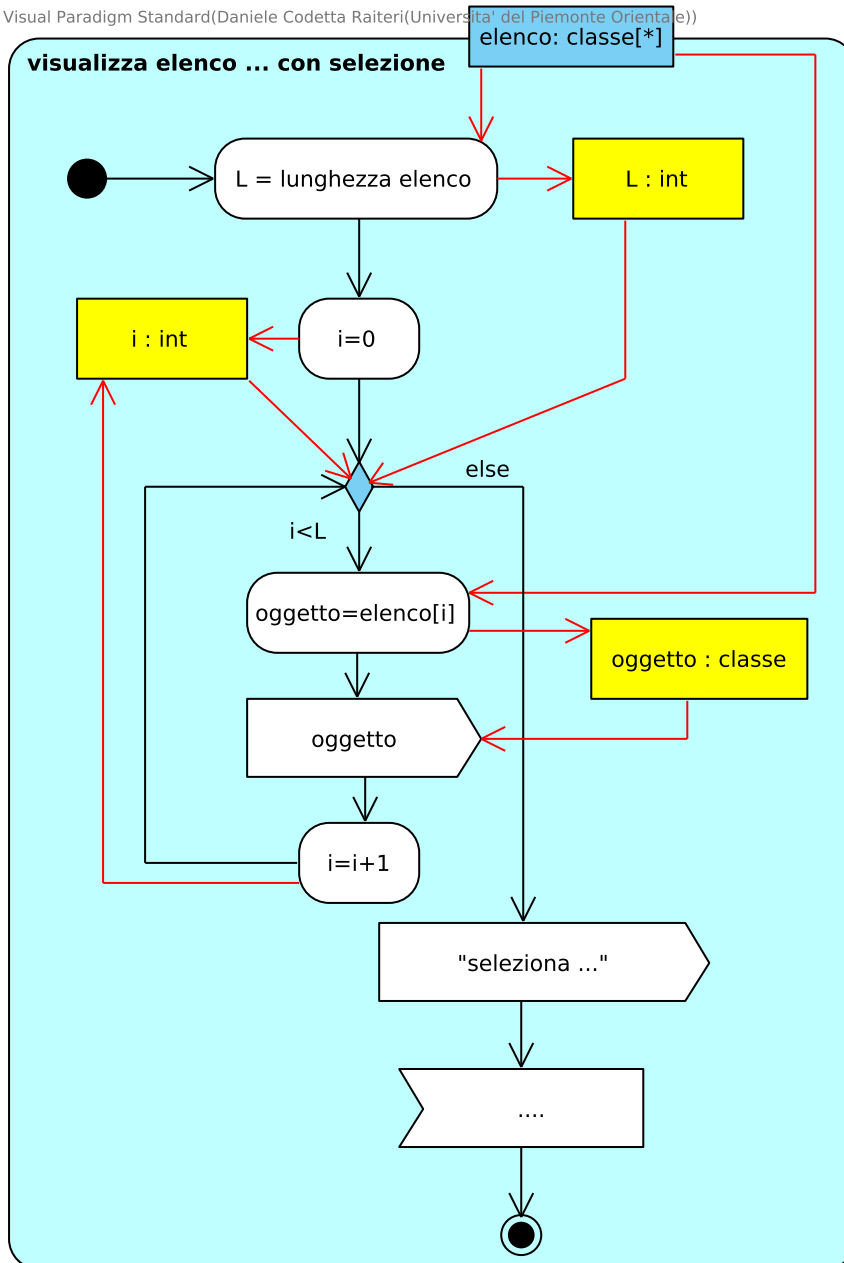 Visual Paradigm Standard(Daniele Codetta Raiteri(Universita' del Piemonte Orientale))
elenco: classe[*]
visualizza elenco ... con selezione
L = lunghezza elenco
L : int
i : int
i=0
else
i<L
oggetto=elenco[i]
oggetto : classe
oggetto
i=i+1
"seleziona ..."
....